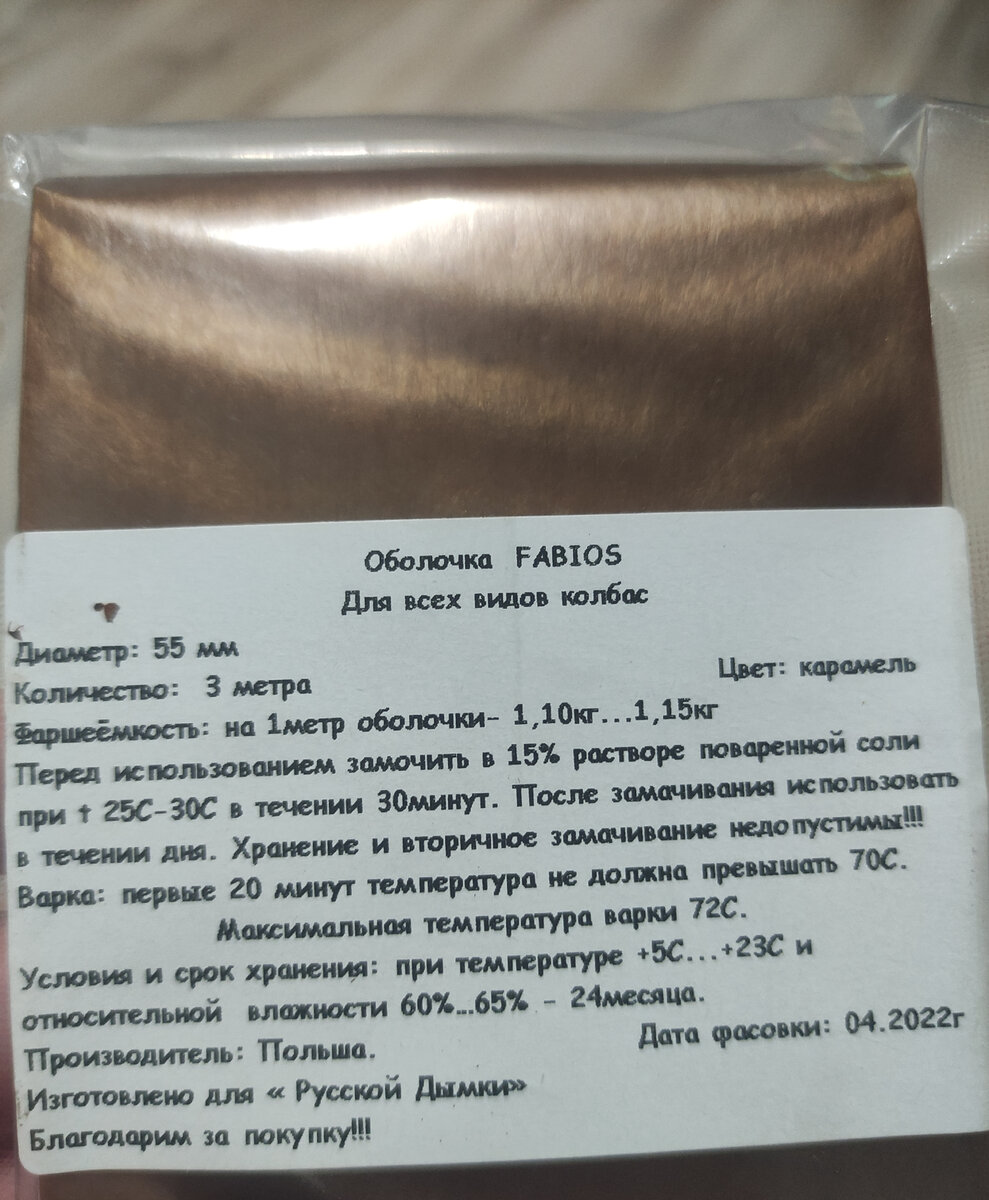 Оболочка FABIOS
Для всех видов колбас
Диаметр: 55 мм
Количество: 3 метра Цвет: карамель
Фаршеёмкость: на 1метр оболочки- 1,10кг...1,15кг
Перед использованием замочить в 15% растворе поваренной соли
при t 25С-30С в течении 30минут. После замачивания использовать
в течении дня. Хранение и вторичное замачивание недопустимы!!!
Варка: первые 20 минут температура не должна превышать 70С.
Максимальная температура варки 72С.
Условия и срок хранения: при температуре +5С...+23С и
относительной влажности 60%...65% - 24месяца.
Производитель: Польша. Дата фасовки: 04.2022г
Изготовлено для « Русской Дымки»
Благодарим за покупку!!!